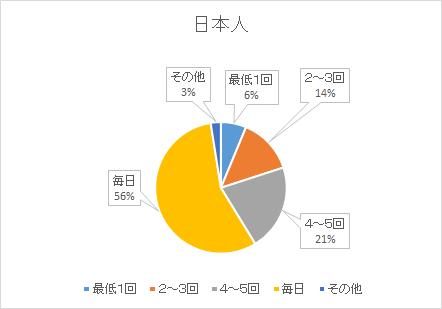 日本人
その他
3%
最低1回
6%
2～3回
14%
毎日
56%
4～5回
21%
最低1回 2～3回 4～5回 毎日 その他